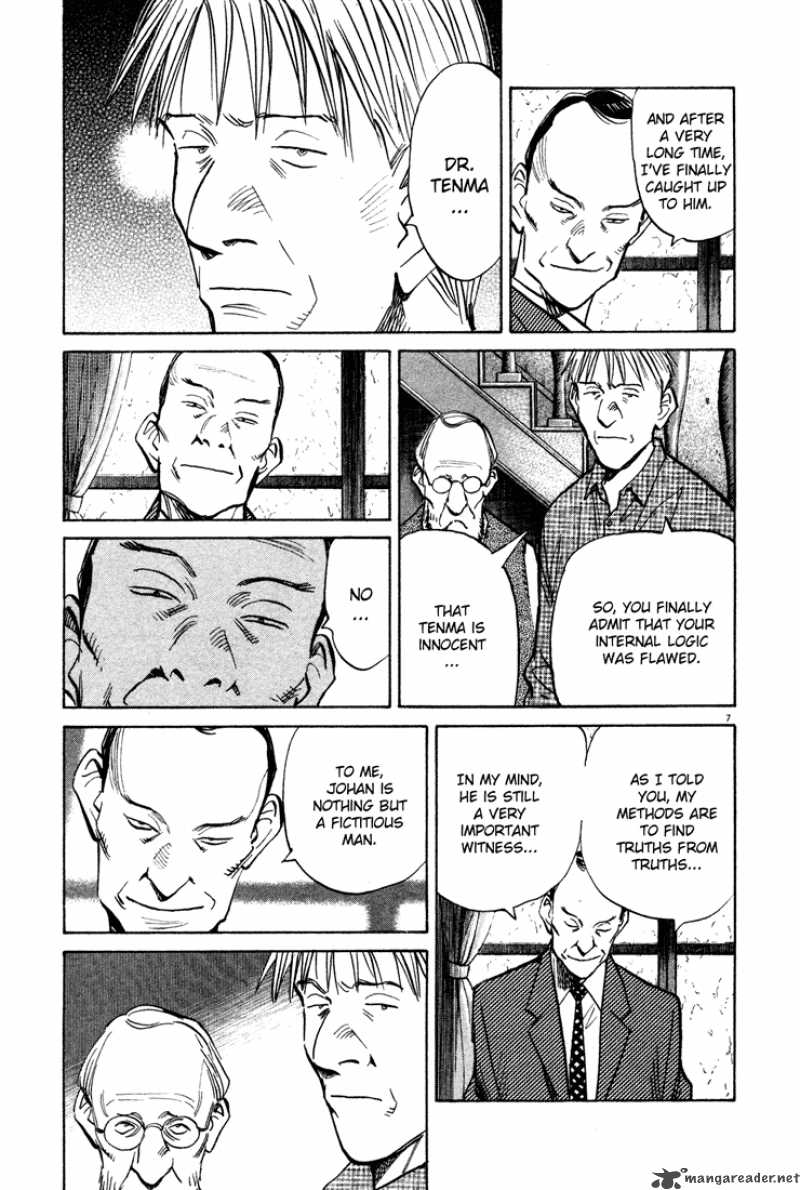 AND AFTER
A VERY
LONG TIME,
I'VE FINALLY
CAUGHT UP
TO HIM.
DR.
TENMA
...
SO, YOU FINALLY
ADMIT THAT YOUR
INTERNAL LOGIC
WAS FLAWED.
THAT
TENMA IS
INNOCENT
...
NO
...
7
AS I TOLD
YOU, MY
METHODS ARE
TO FIND
TRUTHS FROM
TRUTHS...
IN MY MIND,
HE IS STILL
A VERY
IMPORTANT
WITNESS...
TO ME,
JOHAN IS
NOTHING BUT
A FICTITIOUS
MAN.
mangareader.net